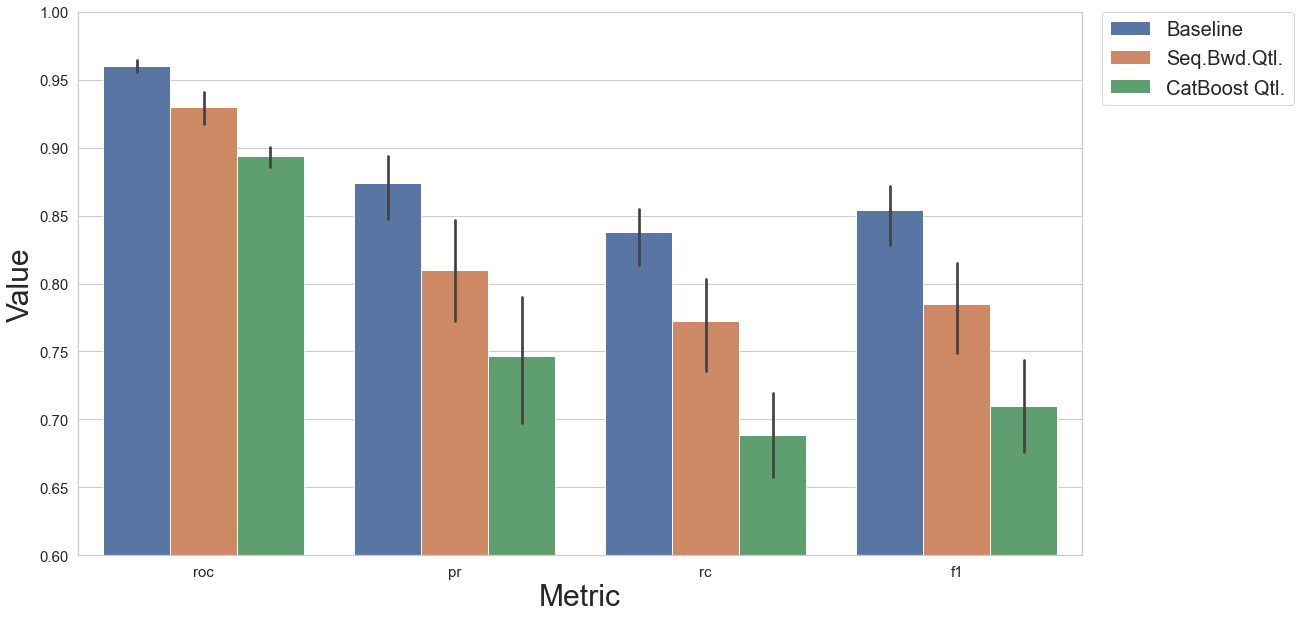 1.00
0.95
0.90
0.85
0.80
0.75
0.70
0.65
0.60
Value
roc
pr
rc
f1
Metric
Baseline
Seq.Bwd.Qtl.
CatBoost Qtl.